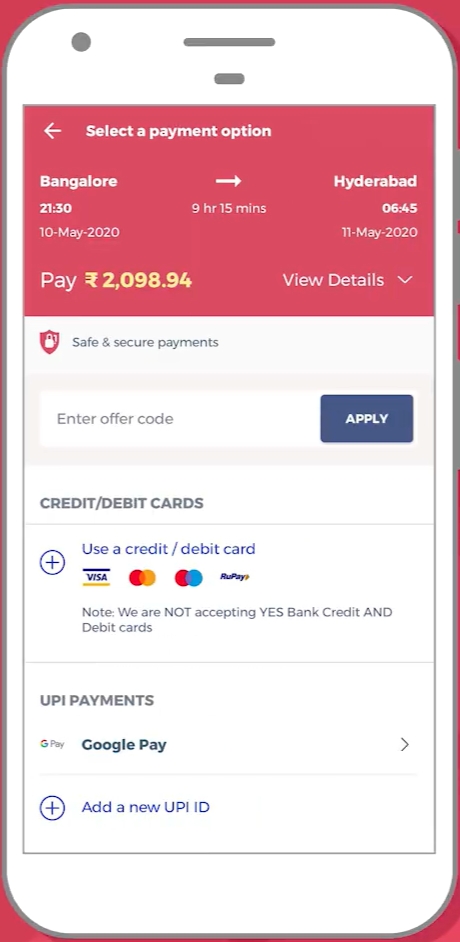 Select a payment option
Bangalore Hyderabad
21:30 9 hr 15 mins 06:45
10-May-2020 11-May-2020
Pay ₹ 2,098.94 View Details
Safe & secure payments
Enter offer code APPLY
CREDIT/DEBIT CARDS
Use a credit / debit card
VISA RuPay
Note: We are NOT accepting YES Bank Credit AND
Debit cards
UPI PAYMENTS
G Pay Google Pay
Add a new UPI ID